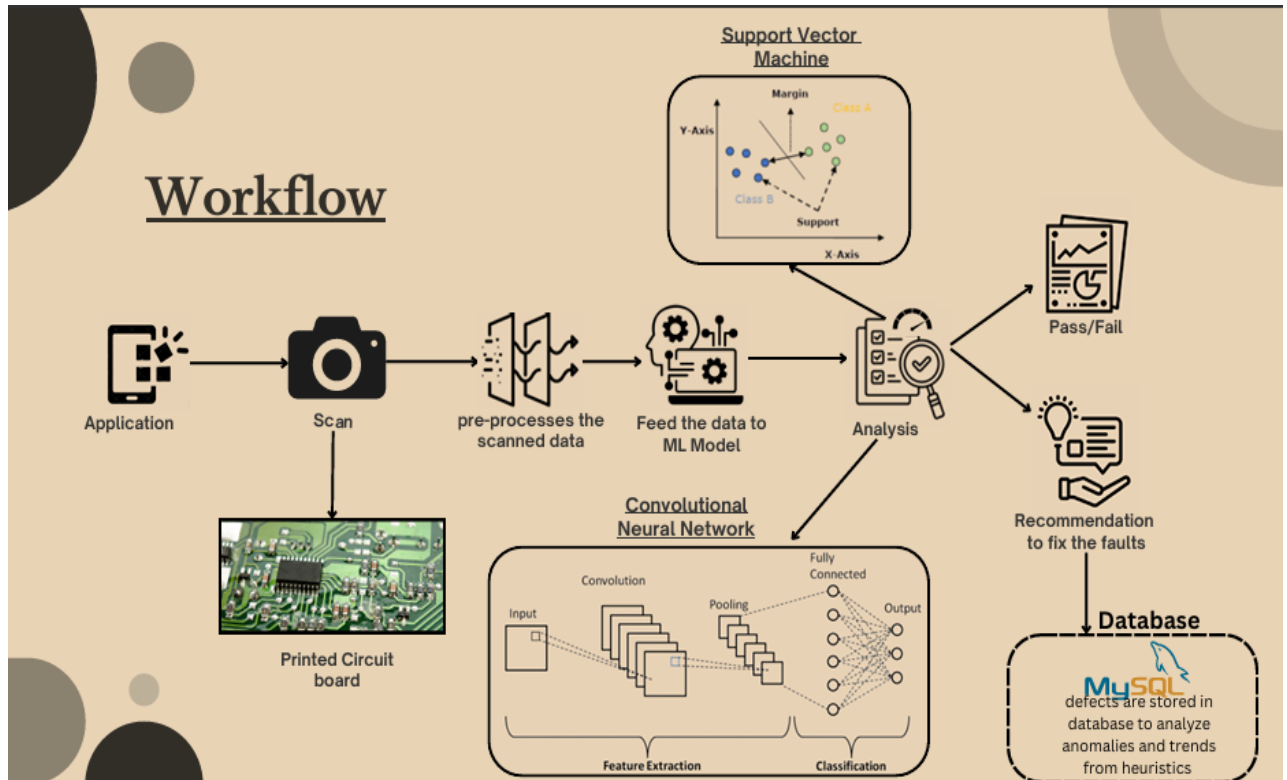 Workflow
Support Vector
Machine
Margin
Class A
Y-Axis
Class B
Support
X-Axis
Application
Scan
pre-processes the
scanned data
Feed the data to
ML Model
Analysis
Pass/Fail
Recommendation
to fix the faults
Printed Circuit
board
Convolutional
Neural Network
Input
Convolution
Pooling
Fully
Connected
Output
Feature Extraction
Classification
Database
MySQL
defects are stored in
database to analyze
anomalies and trends
from heuristics